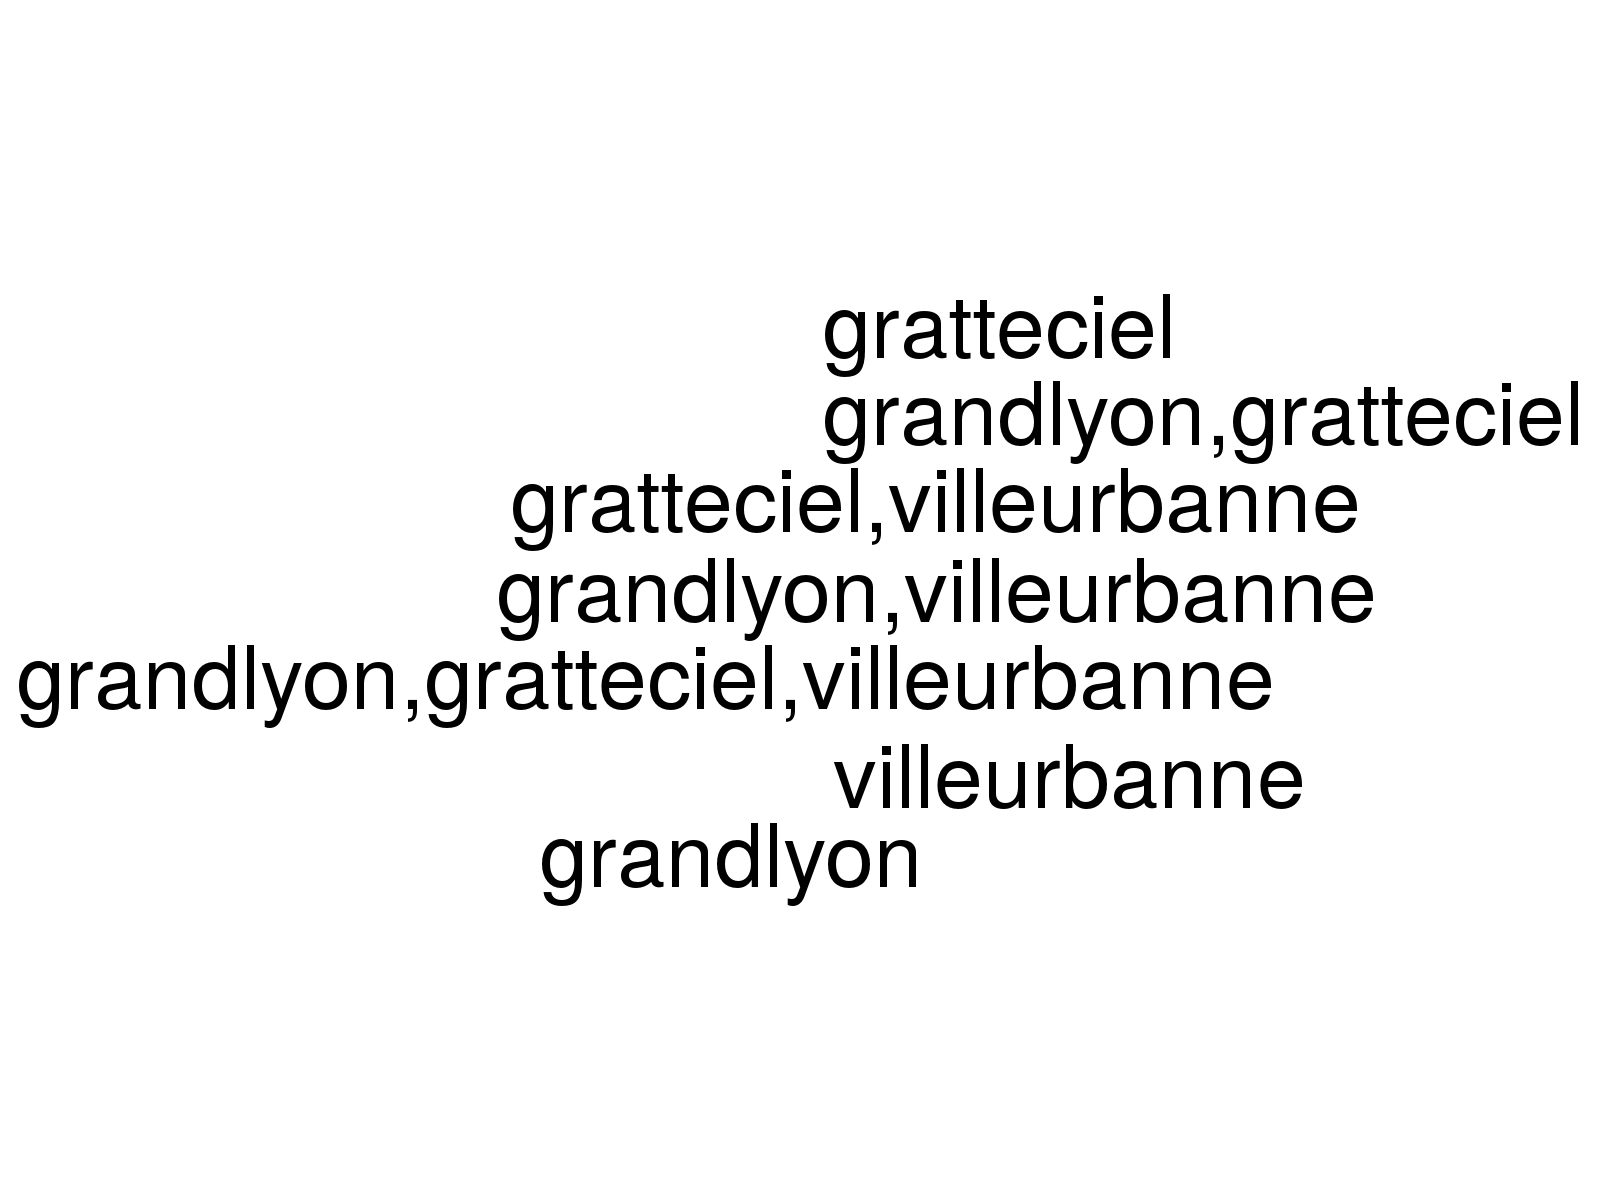 gratteciel
grandlyon,gratteciel
gratteciel,villeurbanne
grandlyon,villeurbanne
grandlyon,gratteciel,villeurbanne
villeurbanne
grandlyon